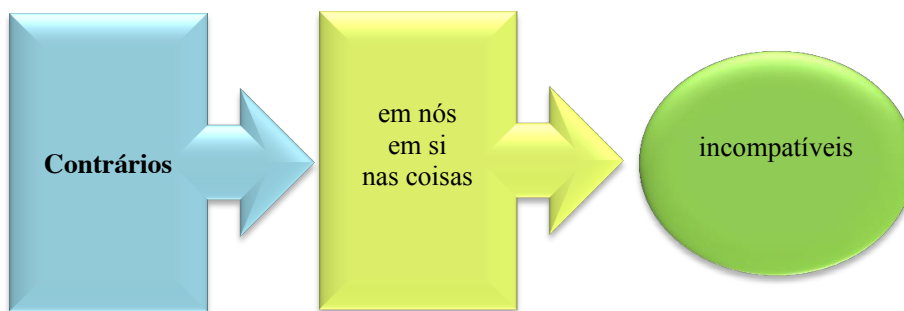 Contrários
em nós
em si
nas coisas
incompatíveis